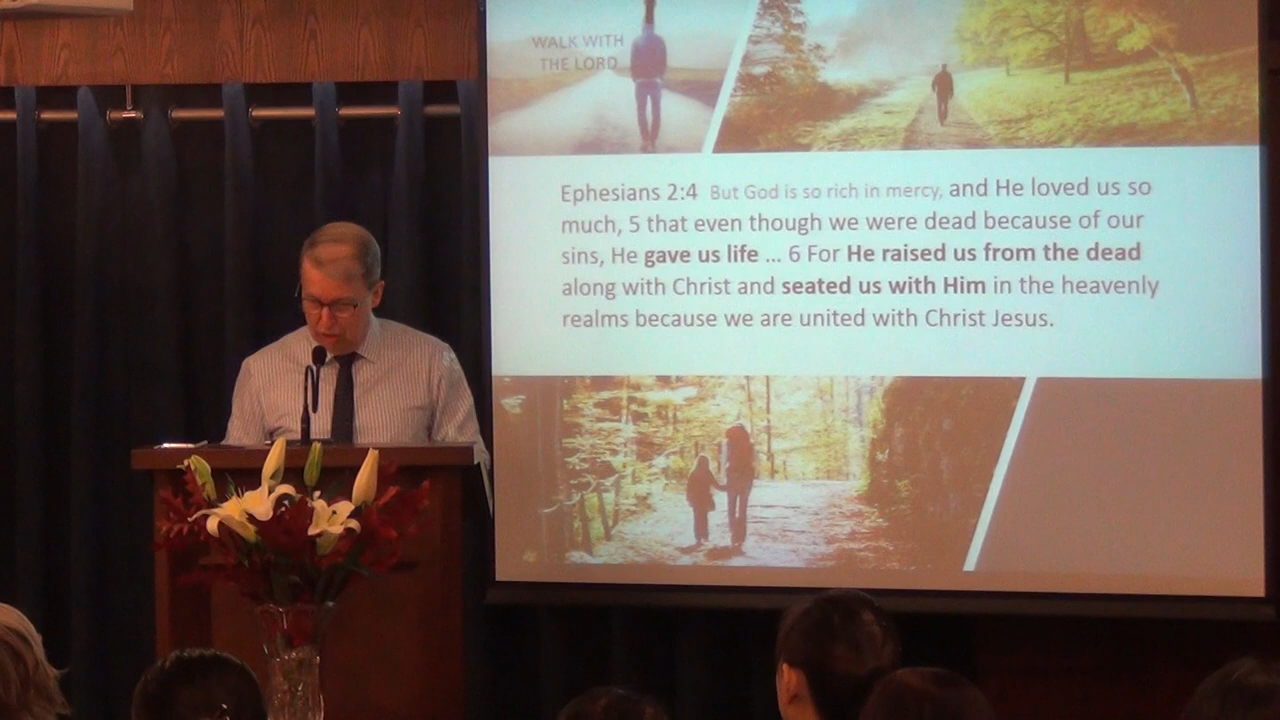 WALK WITH
THE LORD
Ephesians 2:4 But God is so rich in mercy, and He loved us so
much, 5 that even though we were dead because of our
sins, He gave us life ... 6 For He raised us from the dead
along with Christ and seated us with Him in the heavenly
realms because we are united with Christ Jesus.